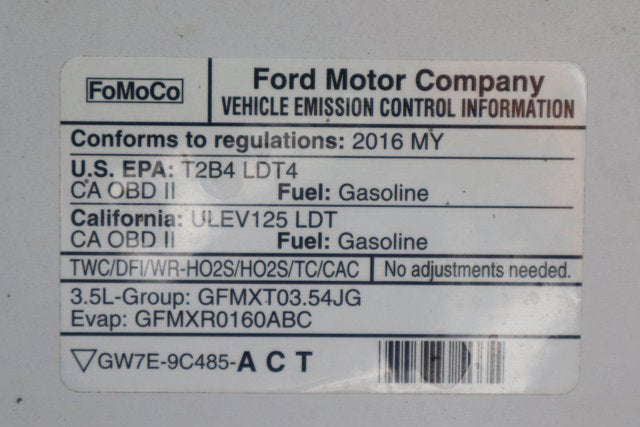 FoMoCo
Ford Motor Company
VEHICLE EMISSION CONTROL INFORMATION
Conforms to regulations: 2016 MY
U.S. EPA: T2B4 LDT4
CA OBD II Fuel: Gasoline
California: ULEV125 LDT
CA OBD II Fuel: Gasoline
TWC/DFI/WR-HO2S/HO2S/TC/CAC No adjustments needed.
3.5L-Group: GFMXT03.54JG
Evap: GFMXR0160ABC
▽GW7E-9C485-A C T